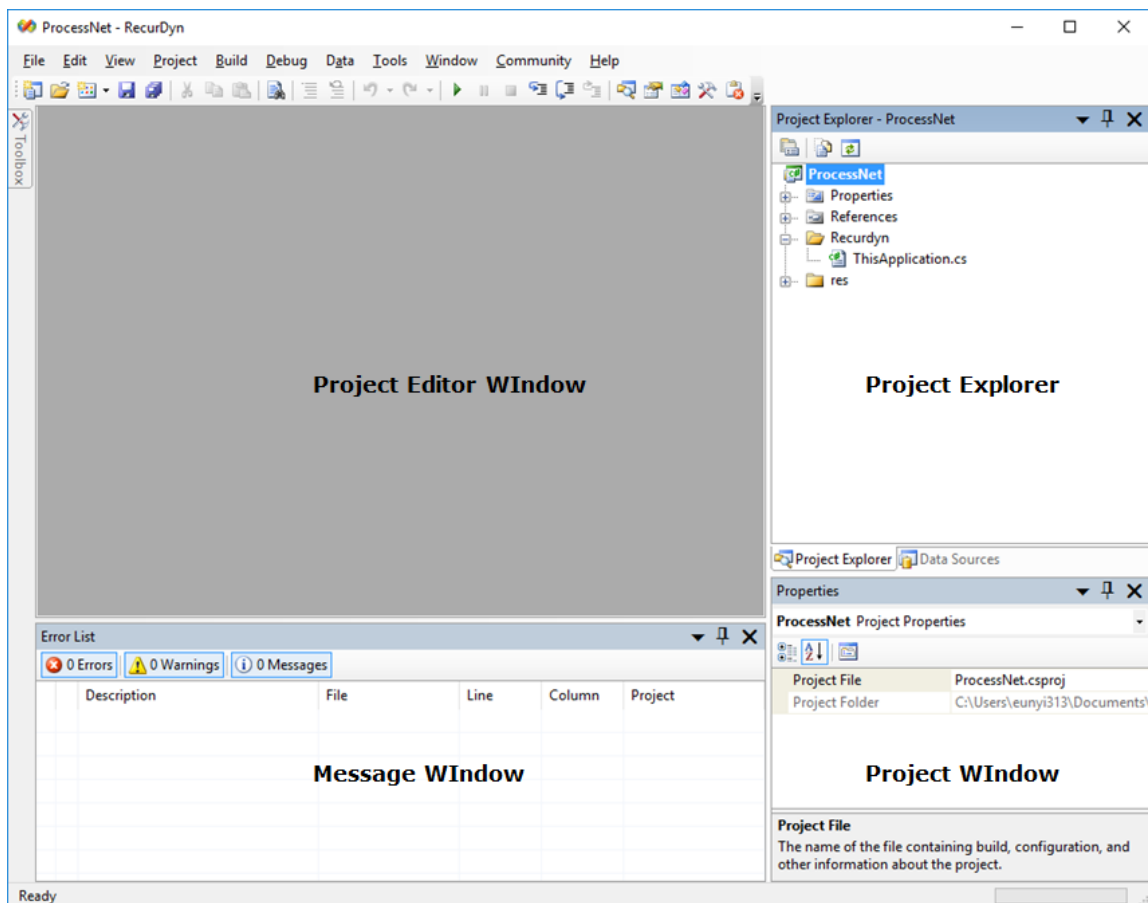 ProcessNet - RecurDyn
File Edit View Project Build Debug Data Tools Window Community Help
Toolbox
Project Editor WIndow
Project Explorer - ProcessNet
ProcessNet
Properties
References
Recurdyn
ThisApplication.cs
res
Project Explorer
Project Explorer Data Sources
Error List
0 Errors 0 Warnings 0 Messages
Description File Line Column Project
Message WIndow
Properties
ProcessNet Project Properties
Project File ProcessNet.csproj
Project Folder C:\Users\eunyi313\Documents\
Project WIndow
Project File
The name of the file containing build, configuration, and
other information about the project.
Ready